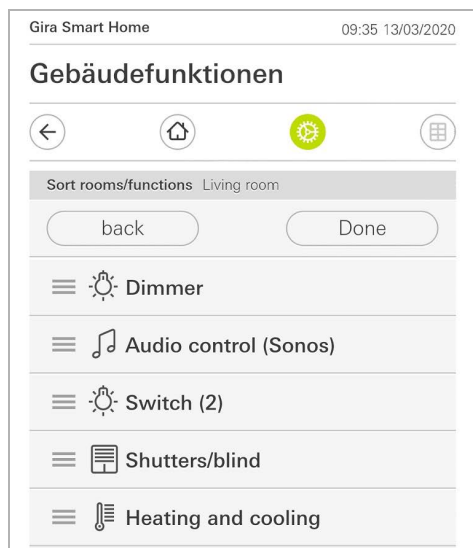 Gira Smart Home 09:35 13/03/2020
Gebäudefunktionen
Sort rooms/functions Living room
back Done
Dimmer
Audio control (Sonos)
Switch (2)
Shutters/blind
Heating and cooling